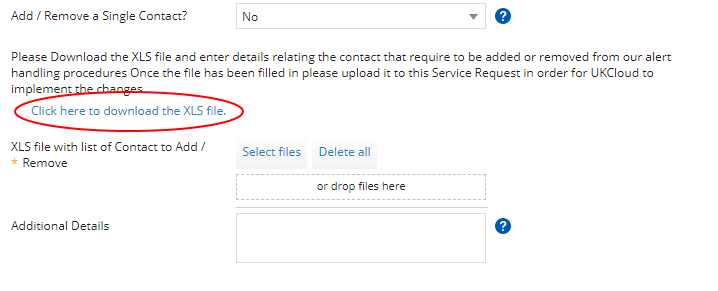 Add / Remove a Single Contact?
No
?
Please Download the XLS file and enter details relating the contact that require to be added or removed from our alert
handling procedures Once the file has been filled in please upload it to this Service Request in order for UKCloud to
implement the changes
Click here to download the XLS file.
XLS file with list of Contact to Add /
* Remove
Select files
Delete all
or drop files here
Additional Details
?